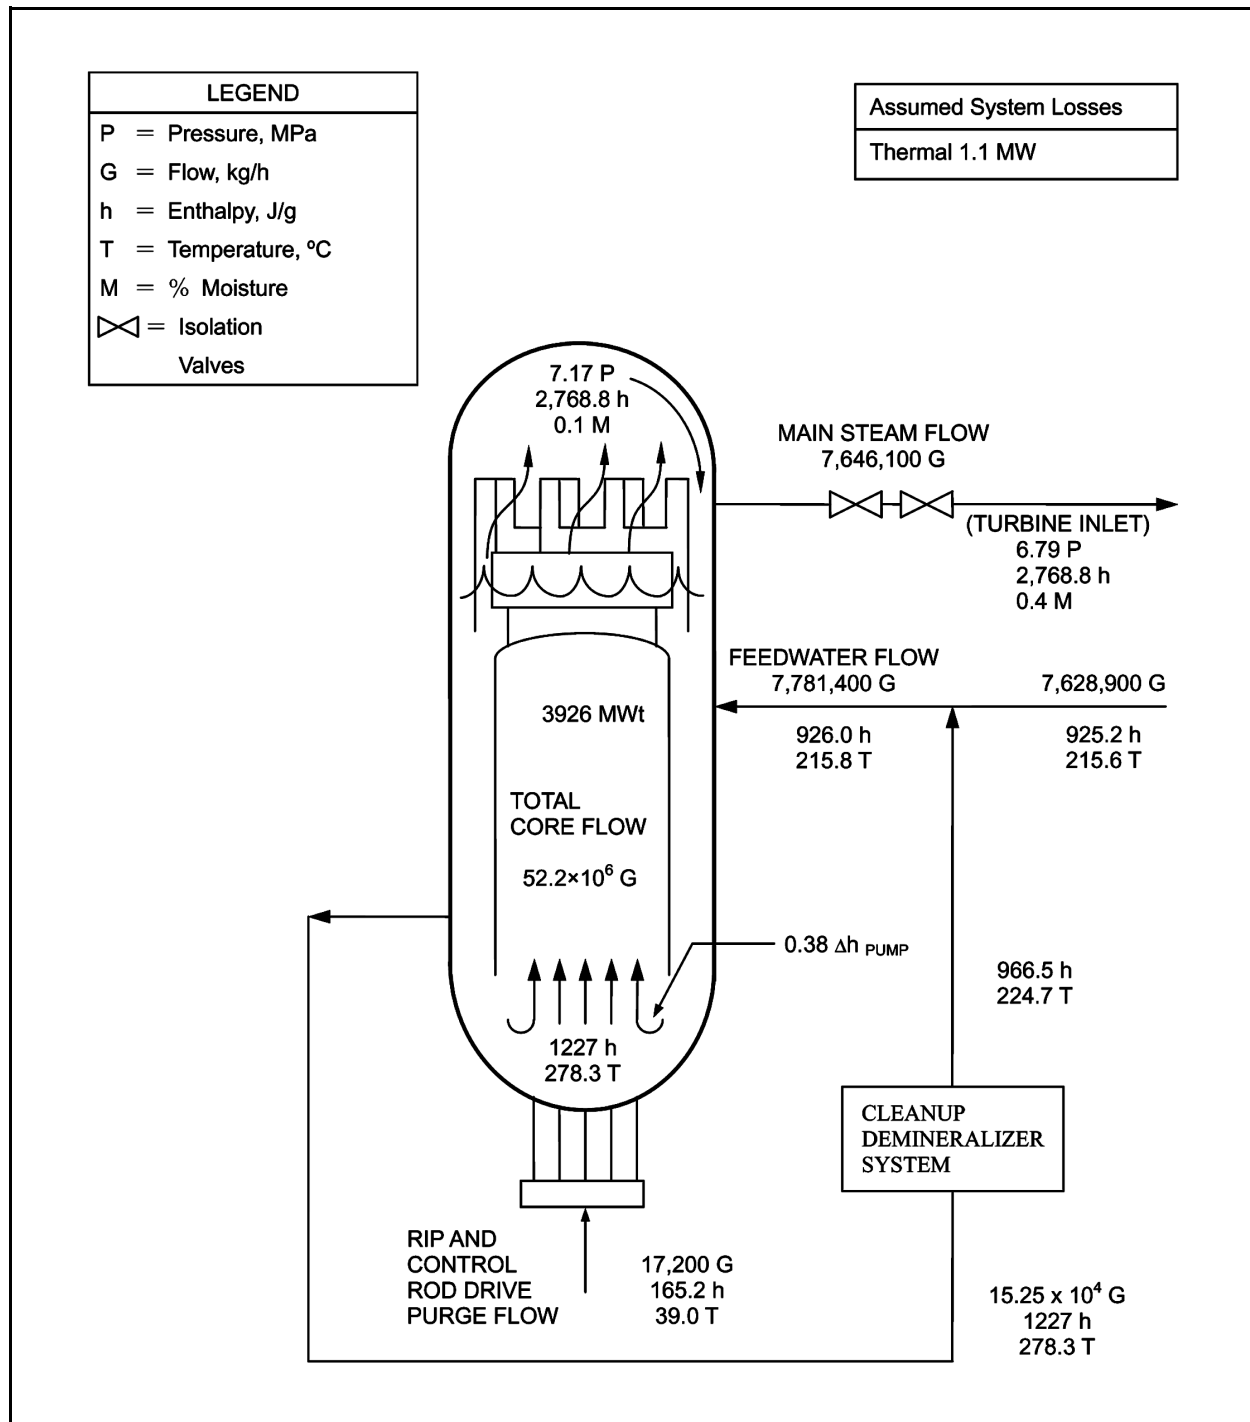 LEGEND
P = Pressure, MPa
G = Flow, kg/h
h = Enthalpy, J/g
T = Temperature, ºC
M = % Moisture
= Isolation
Valves
Assumed System Losses
Thermal 1.1 MW
7.17 P
2,768.8 h
0.1 M
MAIN STEAM FLOW
7,646,100 G
(TURBINE INLET)
6.79 P
2,768.8 h
0.4 M
FEEDWATER FLOW
7,781,400 G
7,628,900 G
926.0 h
215.8 T
925.2 h
215.6 T
3926 MWt
TOTAL
CORE FLOW
52.2×10⁶ G
0.38 Δh PUMP
966.5 h
224.7 T
1227 h
278.3 T
CLEANUP
DEMINERALIZER
SYSTEM
RIP AND
CONTROL
ROD DRIVE
PURGE FLOW
17,200 G
165.2 h
39.0 T
15.25 x 10⁴ G
1227 h
278.3 T